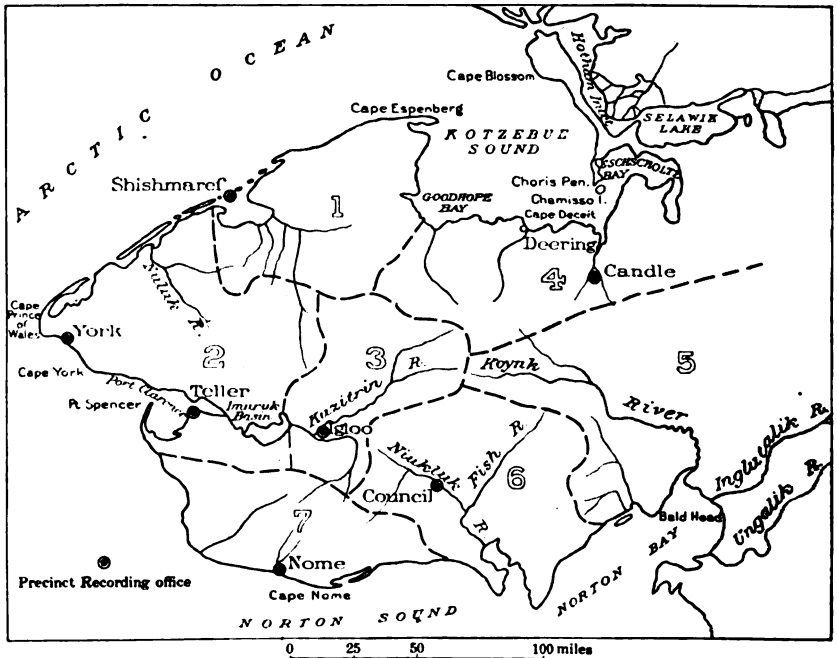 ARCTIC OCEAN
Cape Blossom
Hotham Inlet
SELAWIK
LAKE
Cape Espenberg
KOTZEBUE
SOUND
ESCHSCHOLTZ
BAY
Shishmaref
Choris Pen.
Chamisso I.
Cape Deceit
GOODHOPE
BAY
1
Deering
4
Candle
Nuluk R.
Cape
Prince
of
Wales
York
2
3
5
Cape York
Port Clarence
Teller
Imuruk
Basin
Pt. Spencer
Kuzitrin R.
Koyuk River
Igloo
Niukluk R.
Fish R.
6
Council
Inglutalik R.
Ungalik R.
Bald Head
7
Nome
Cape Nome
Precinct Recording office
NORTON SOUND
NORTON BAY
0 25 50 100 miles